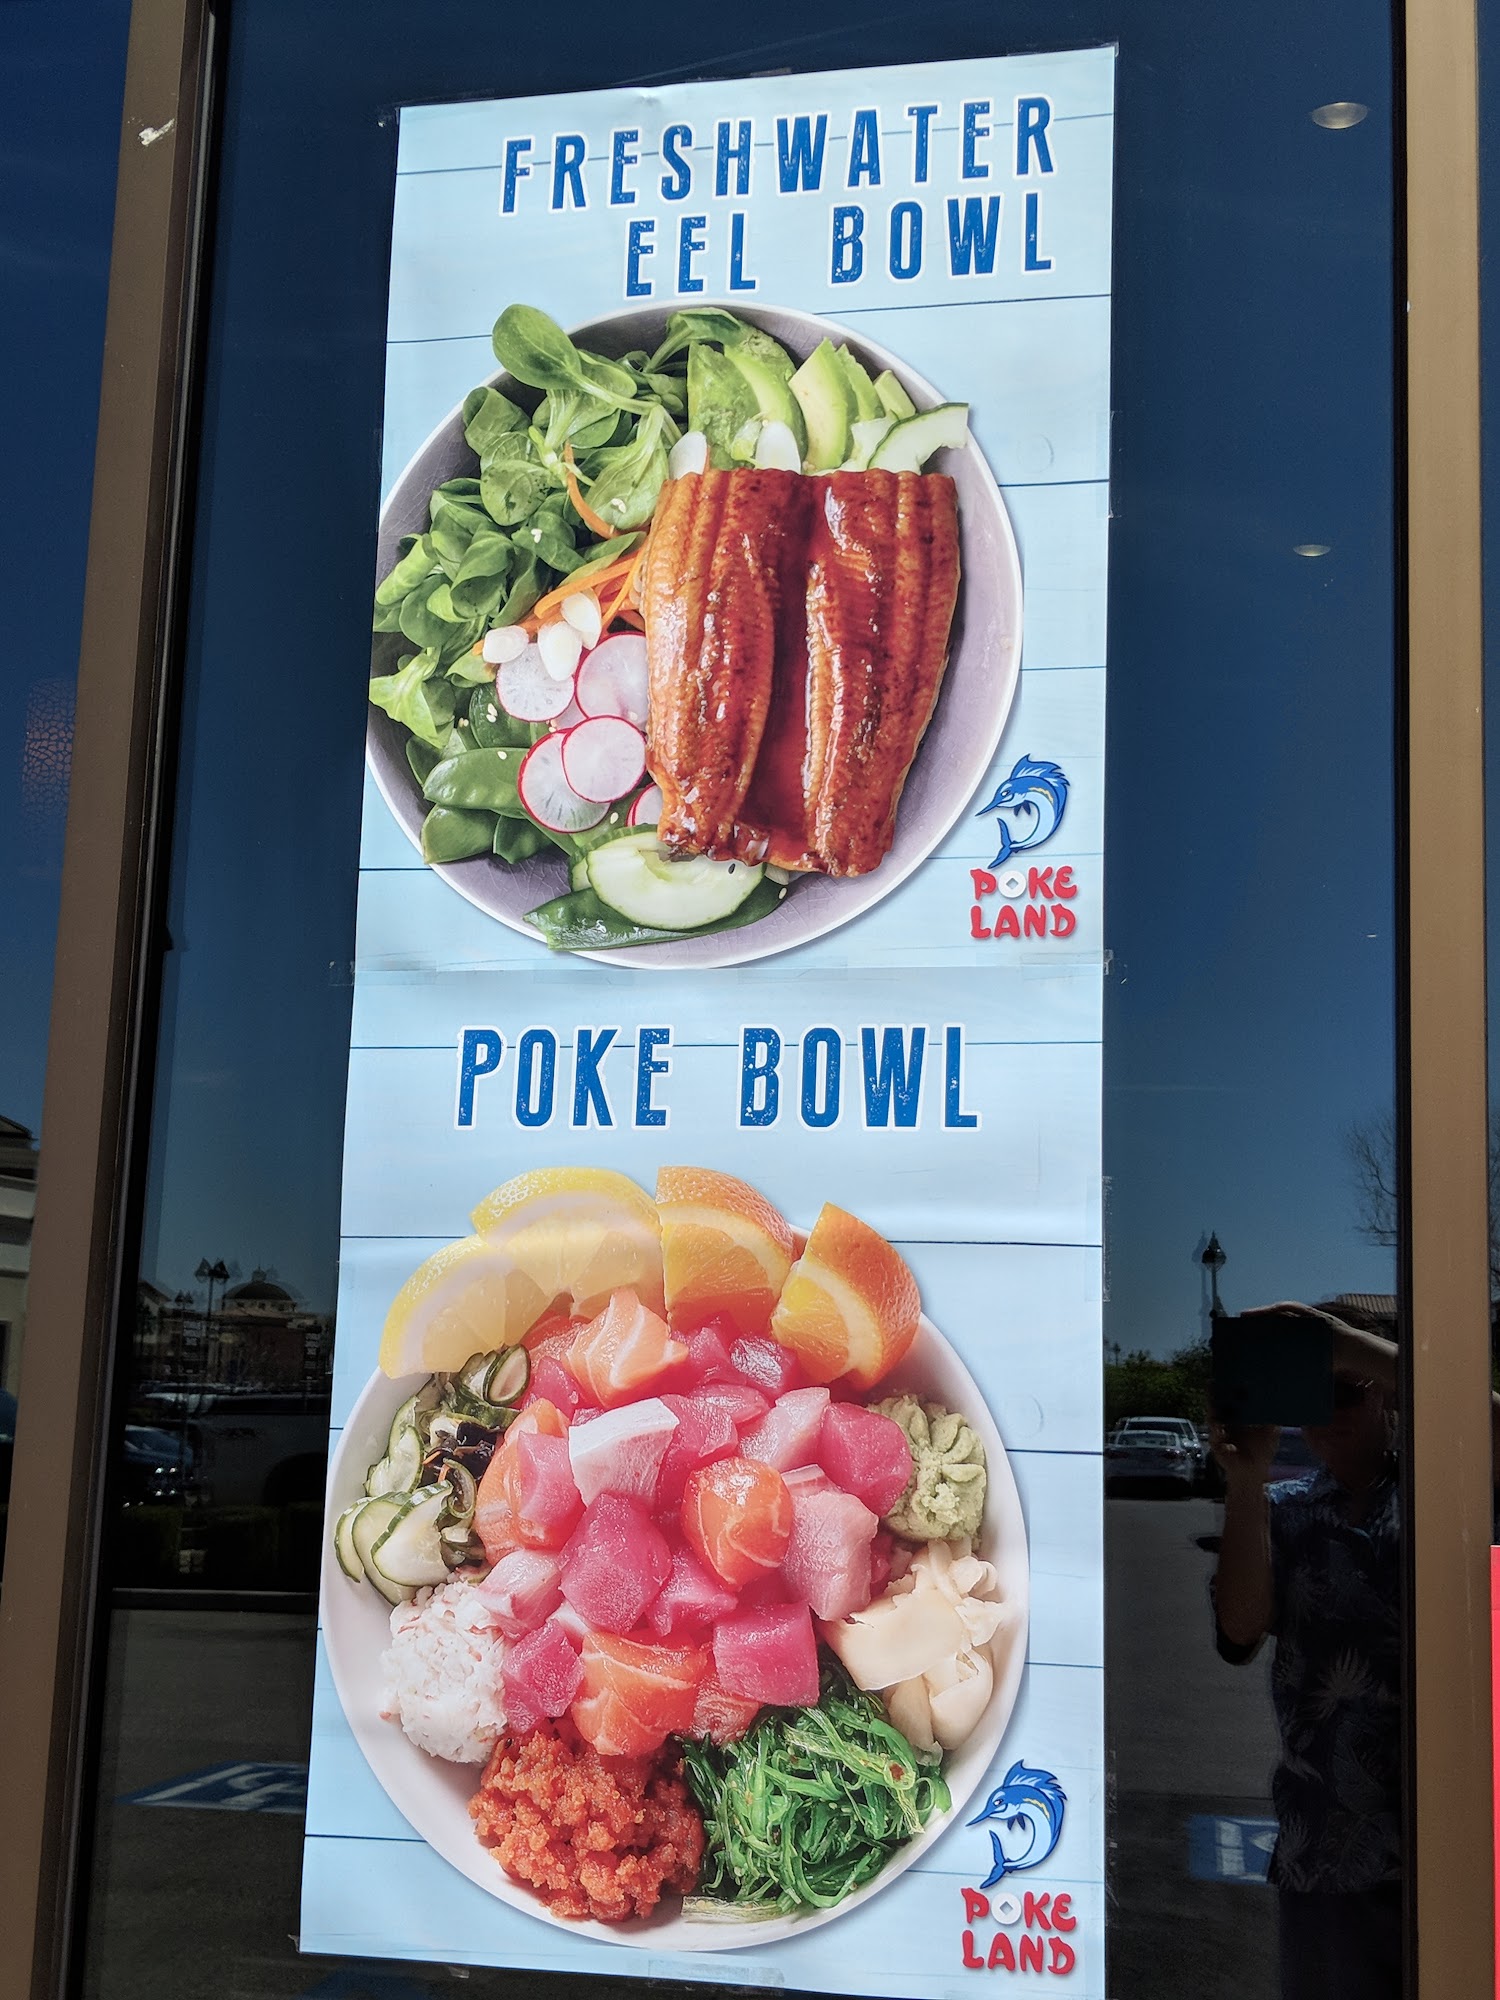 FRESHWATER
EEL BOWL
POKE
LAND
POKE BOWL
POKE
LAND